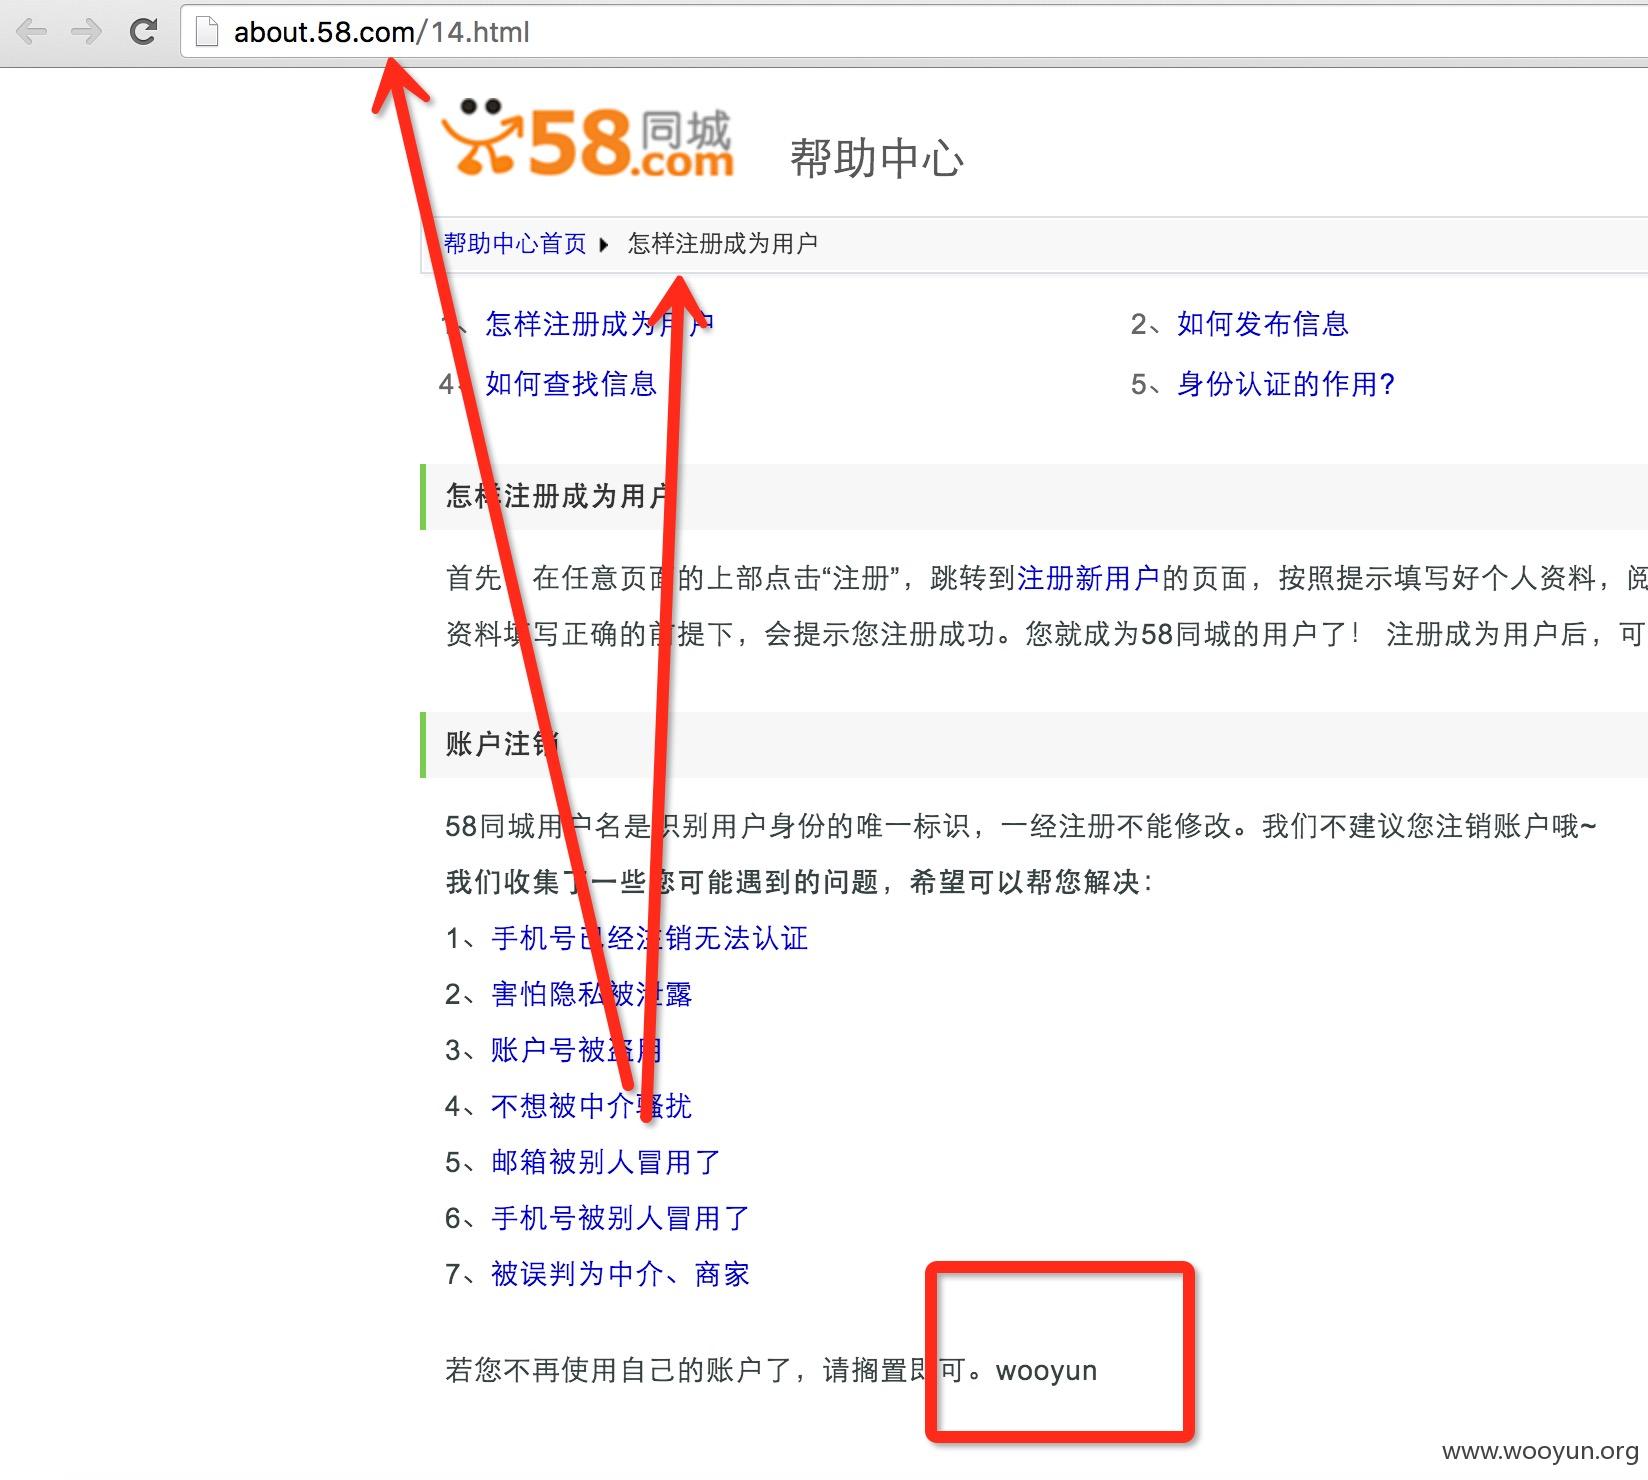 about.58.com/14.html
58同城.com 帮助中心
帮助中心首页 怎样注册成为用户
1、怎样注册成为用户 2、如何发布信息
4、如何查找信息 5、身份认证的作用?
怎样注册成为用户
首先 在任意页面的上部点击“注册”，跳转到注册新用户的页面，按照提示填写好个人资料，阅
资料填写正确的前提下，会提示您注册成功。您就成为58同城的用户了！ 注册成为用户后，可
账户注销
58同城用户名是识别用户身份的唯一标识，一经注册不能修改。我们不建议您注销账户哦~
我们收集了一些您可能遇到的问题，希望可以帮您解决：
1、手机号已经注销无法认证
2、害怕隐私被泄露
3、账户号被盗用
4、不想被中介骚扰
5、邮箱被别人冒用了
6、手机号被别人冒用了
7、被误判为中介、商家
若您不再使用自己的账户了，请搁置即可。wooyun
www.wooyun.org